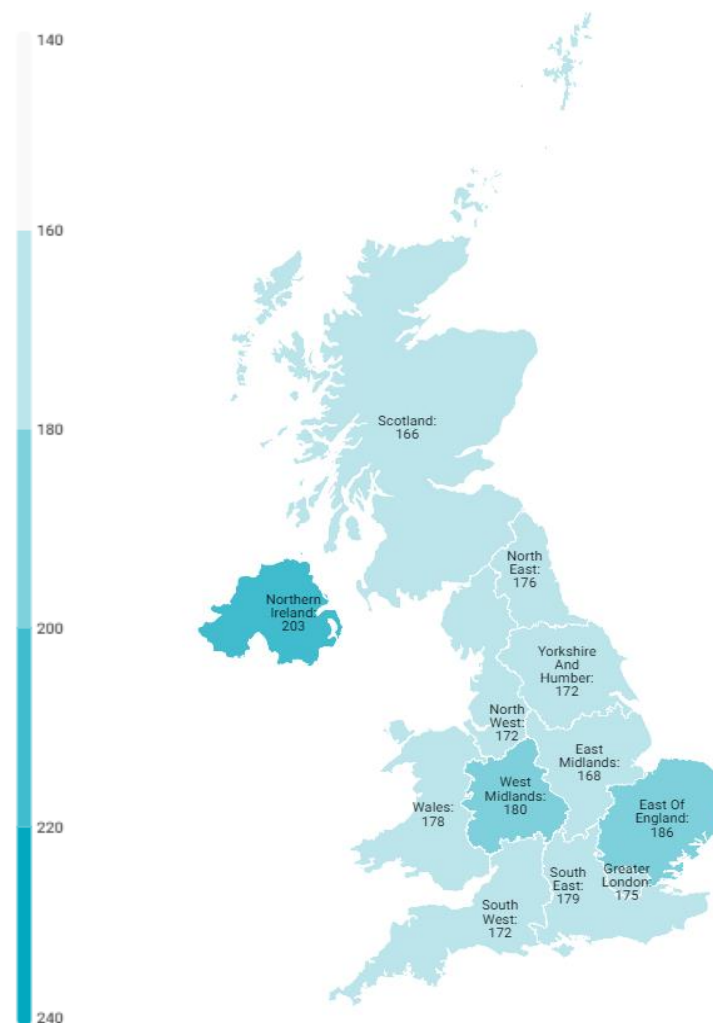 140
160
180
200
220
240
Scotland:
166
North
East:
176
Northern
Ireland:
203
Yorkshire
And
Humber:
172
North
West:
172
East
Midlands:
168
West
Midlands:
180
Wales:
178
East Of
England:
186
South
East:
179
Greater
London:
175
South
West:
172